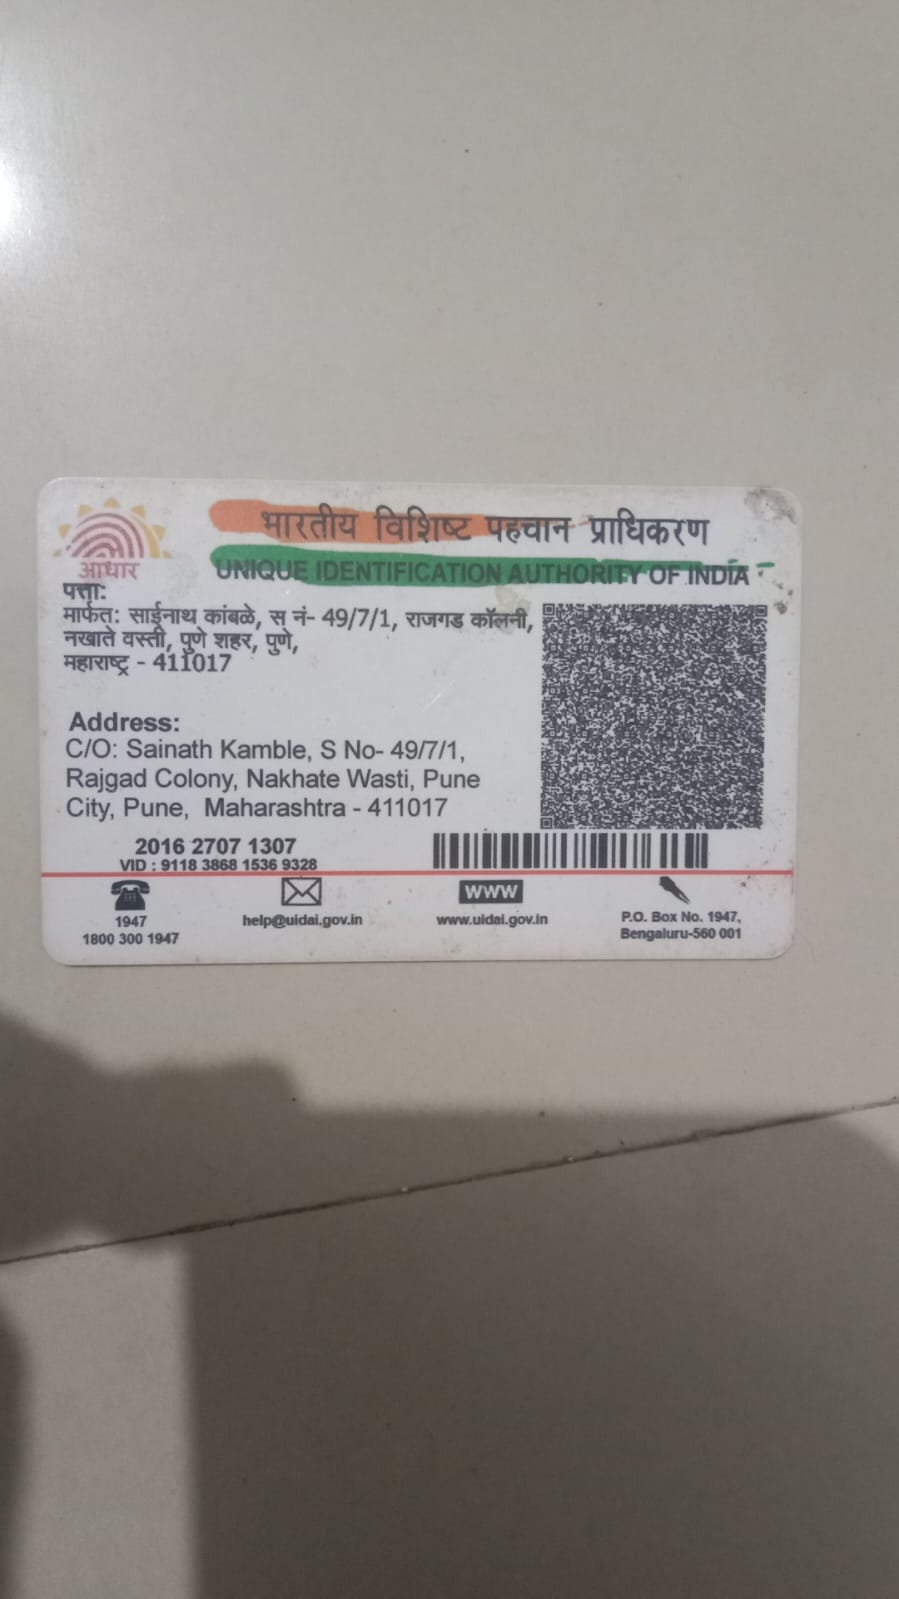 भारतीय विशिष्ट पहचान प्राधिकरण
UNIQUE IDENTIFICATION AUTHORITY OF INDIA
आधार
पत्ता:
मार्फत: साईनाथ कांबळे, स नं- 49/7/1, राजगड कॉलनी,
नखाते वस्ती, पुणे शहर, पुणे,
महाराष्ट्र - 411017
Address:
C/O: Sainath Kamble, S No- 49/7/1,
Rajgad Colony, Nakhate Wasti, Pune
City, Pune, Maharashtra - 411017
2016 2707 1307
VID : 9118 3868 1536 9328
1947
1800 300 1947
help@uidai.gov.in
WWW
www.uidai.gov.in
P.O. Box No. 1947,
Bengaluru-560 001